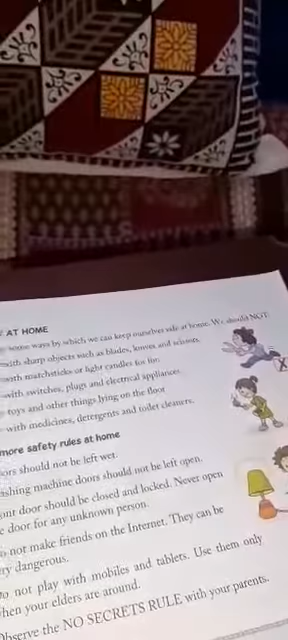 AT HOME
some ways by which we can keep ourselves safe at home. We should NOT:
with sharp objects such as blades, knives and scissors.
with matchsticks or light candles for fun
with switches, plugs and electrical appliances
toys and other things lying on the floor
with medicines, detergents and toilet cleaners.
more safety rules at home
oors should not be left wet.
ashing machine doors should not be left open.
ont door should be closed and locked. Never open
e door for any unknown person.
o not make friends on the Internet. They can be
ry dangerous.
o not play with mobiles and tablets. Use them only
hen your elders are around.
Observe the NO SECRETS RULE with your parents.